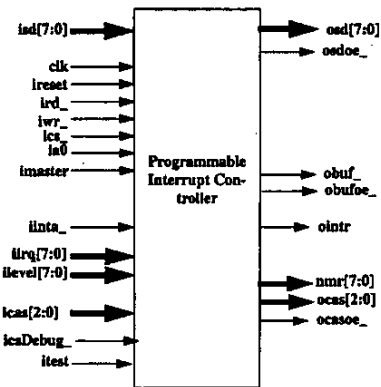 isd[7:0]
osd[7:0]
osdoe_
clk
ireset
ird_
iwr_
ics_
ia0
imaster
Programmable
Interrupt Con-
troller
obuf_
obufoe_
iinta_
ointr
iirq[7:0]
ilevel[7:0]
nmr[7:0]
ocas[2:0]
icas[2:0]
ocasoe_
iceDebug_
itest